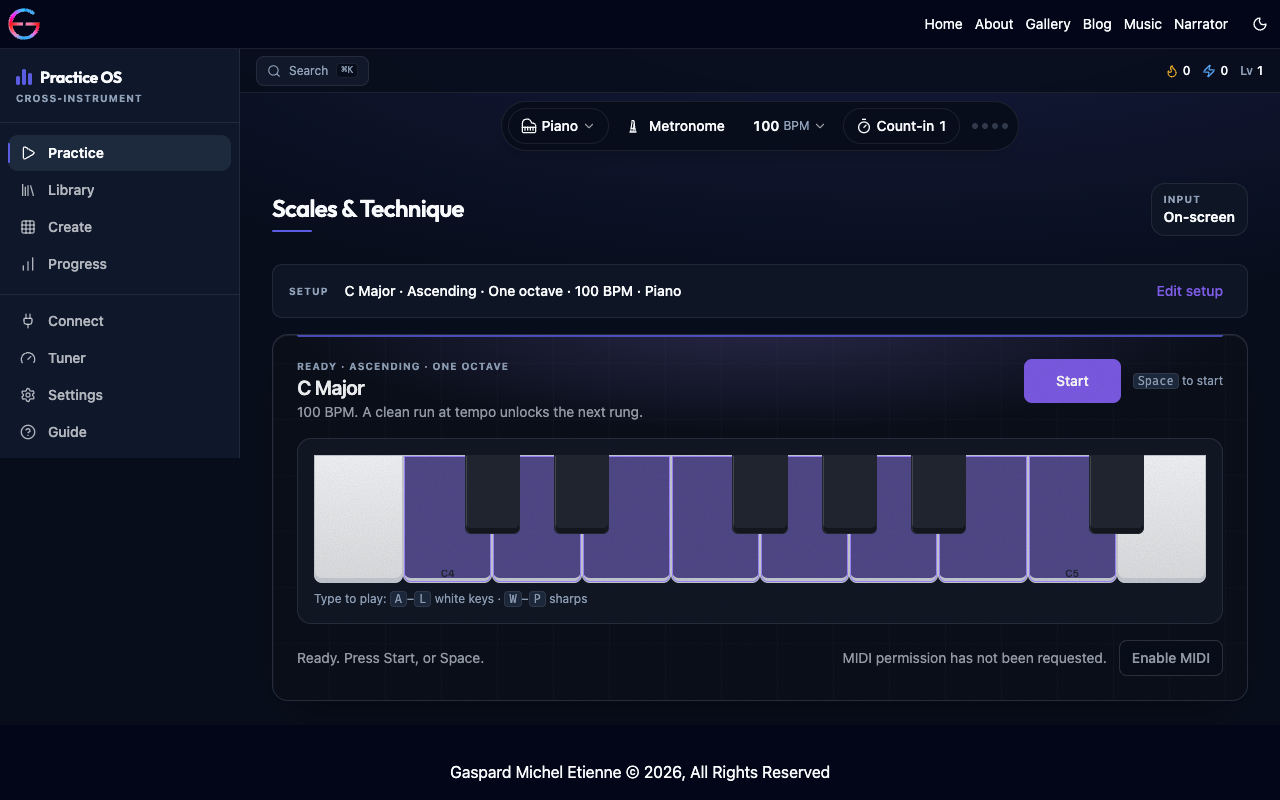 Home About Gallery Blog Music Narrator
Practice OS
CROSS-INSTRUMENT
Search ⌘K
0 0 Lv 1
Piano Metronome 100 BPM Count-in 1
Practice
Library
Create
Progress
Connect
Tuner
Settings
Guide
Scales & Technique
INPUT
On-screen
SETUP C Major · Ascending · One octave · 100 BPM · Piano Edit setup
READY · ASCENDING · ONE OCTAVE
C Major
100 BPM. A clean run at tempo unlocks the next rung.
Start Space to start
C4 C5
Type to play: A–L white keys · W–P sharps
Ready. Press Start, or Space. MIDI permission has not been requested. Enable MIDI
Gaspard Michel Etienne © 2026, All Rights Reserved